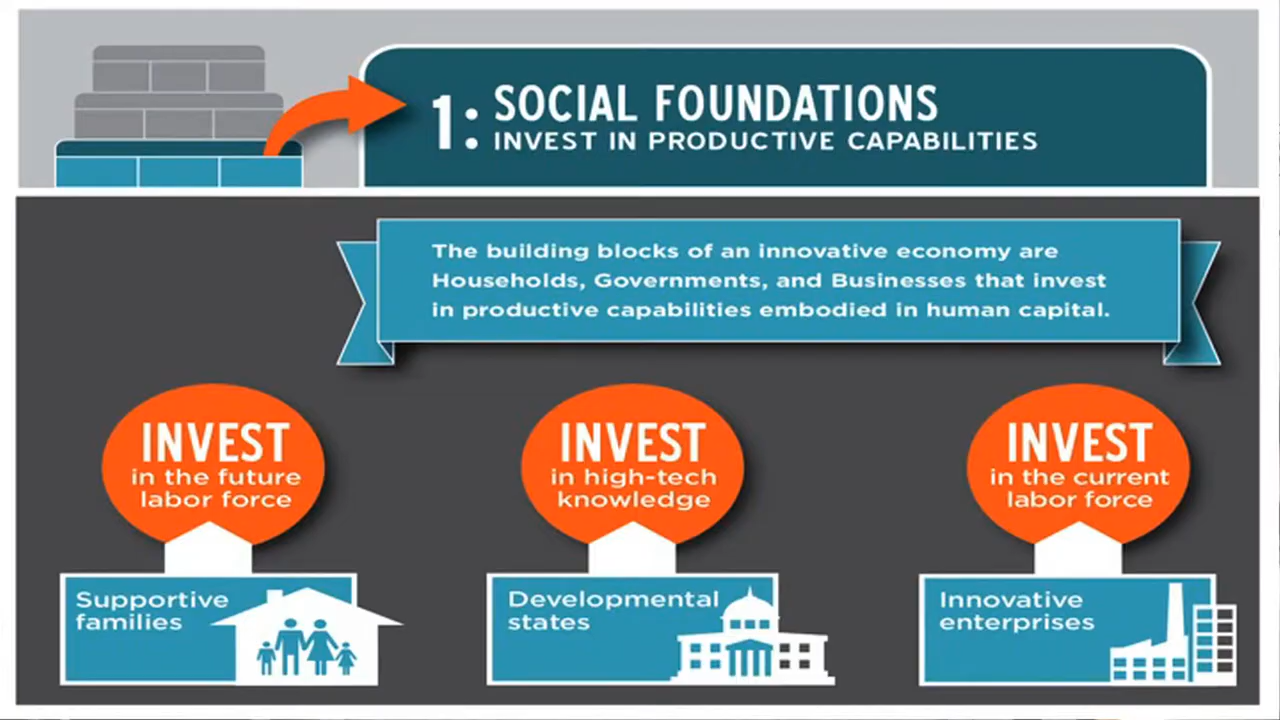 1: SOCIAL FOUNDATIONS
INVEST IN PRODUCTIVE CAPABILITIES
The building blocks of an innovative economy are
Households, Governments, and Businesses that invest
in productive capabilities embodied in human capital.
INVEST
in the future
labor force
INVEST
in high-tech
knowledge
INVEST
in the current
labor force
Supportive
families
Developmental
states
Innovative
enterprises